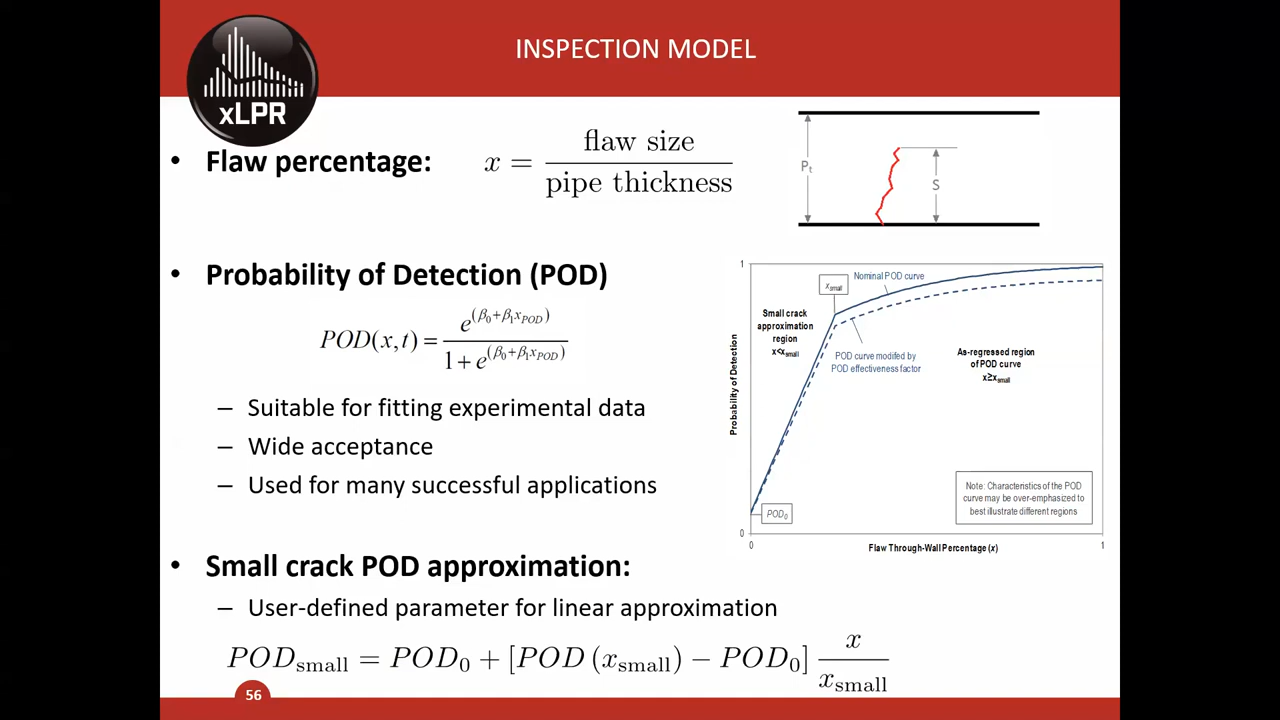 INSPECTION MODEL
xLPR
• Flaw percentage:
x = flaw size / pipe thickness
Pt
S
• Probability of Detection (POD)
POD(x,t) = e^(β0+β1xPOD) / 1 + e^(β0+β1xPOD)
– Suitable for fitting experimental data
– Wide acceptance
– Used for many successful applications
1
Nominal POD curve
xsmall
Small crack
approximation
region
x<xsmall
POD curve modifed by
POD effectiveness factor
As-regressed region
of POD curve
x≥xsmall
Probability of Detection
Note: Characteristics of the POD
curve may be over-emphasized to
best illustrate different regions
POD0
0
0
1
Flaw Through-Wall Percentage (x)
• Small crack POD approximation:
– User-defined parameter for linear approximation
PODsmall = POD0 + [POD (xsmall) − POD0] x / xsmall
56